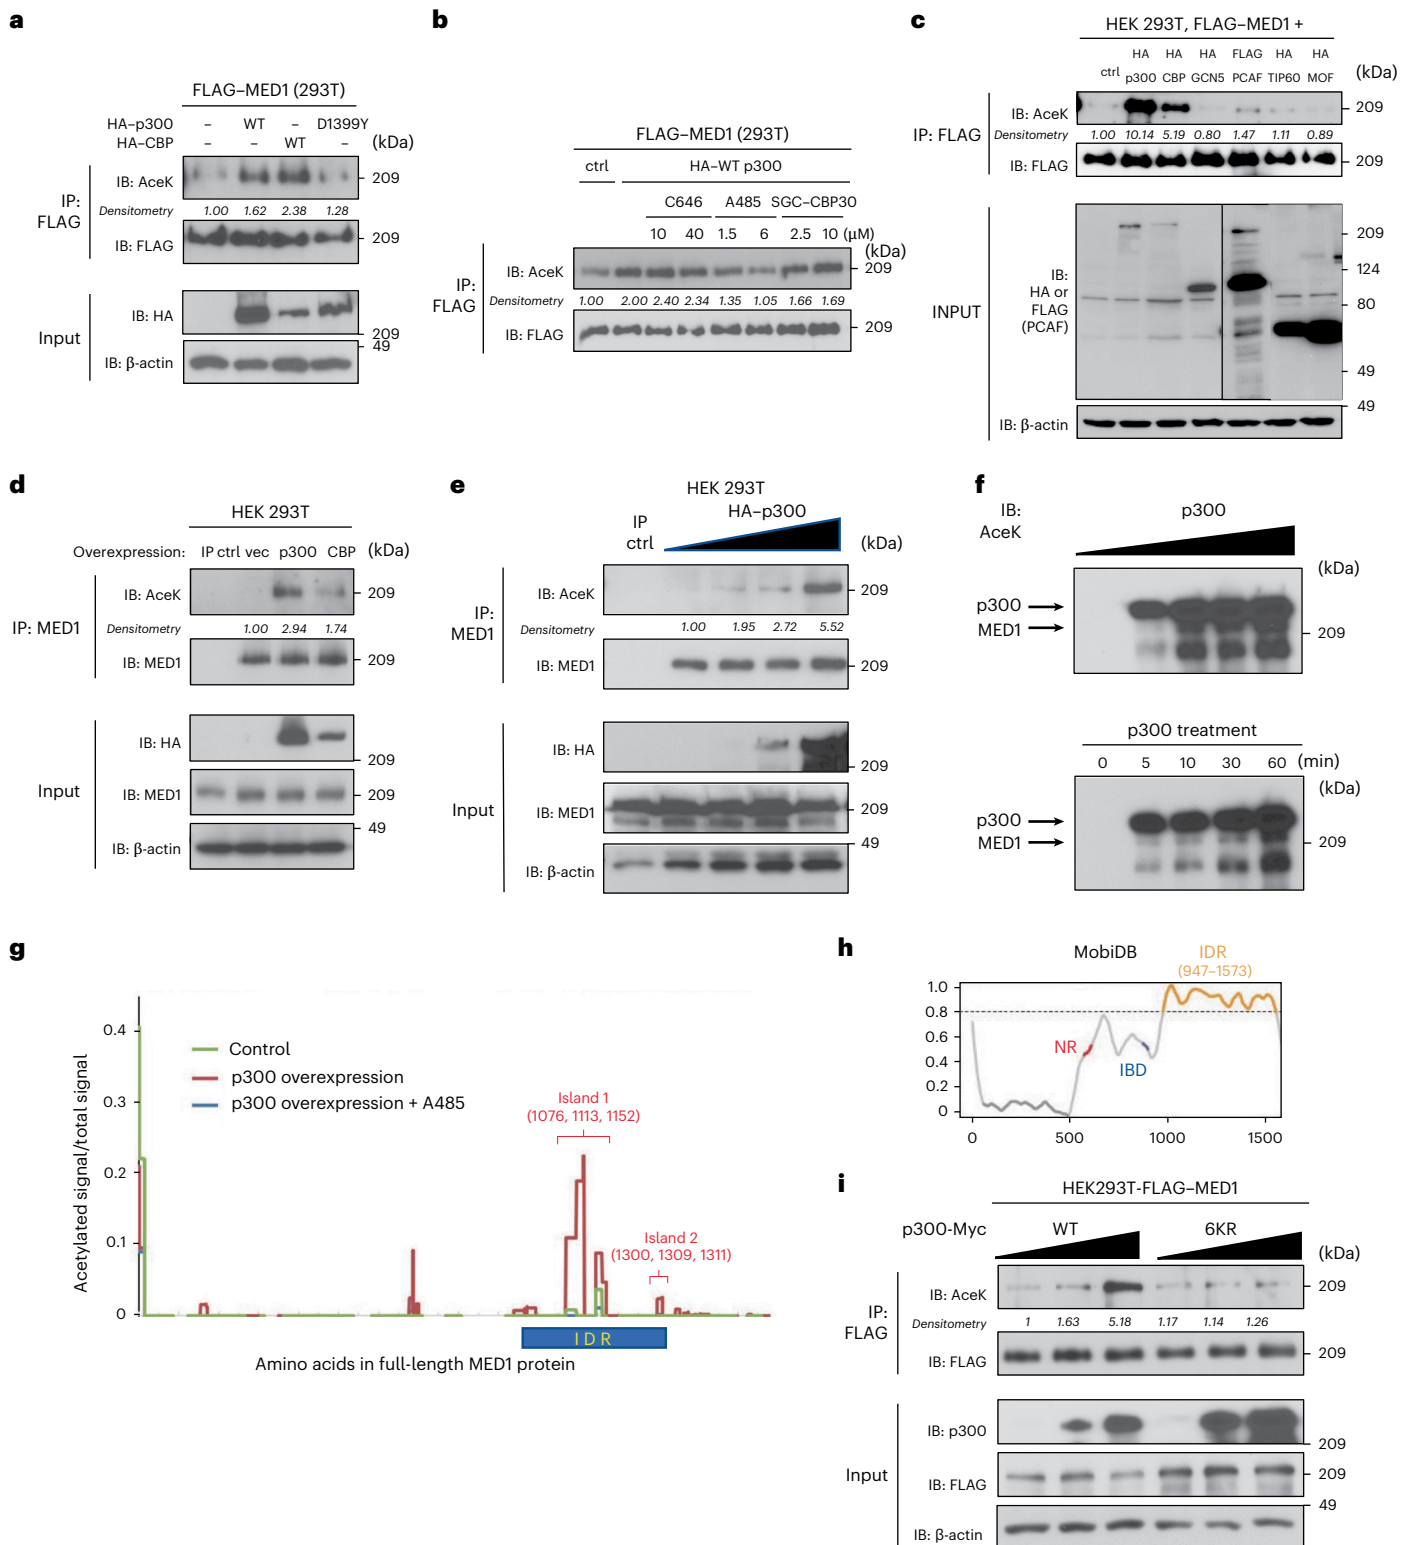 a
FLAG–MED1 (293T)
HA–p300 – WT – D1399Y
HA–CBP – – WT – (kDa)
IP: FLAG
IB: AceK 209
Densitometry 1.00 1.62 2.38 1.28
IB: FLAG 209
Input
IB: HA 209
49
IB: β-actin
b
FLAG–MED1 (293T)
ctrl HA–WT p300
C646 A485 SGC–CBP30
10 40 1.5 6 2.5 10 (μM)
(kDa)
IP: FLAG
IB: AceK 209
Densitometry 1.00 2.00 2.40 2.34 1.35 1.05 1.66 1.69
IB: FLAG 209
c
HEK 293T, FLAG–MED1 +
HA HA HA FLAG HA HA
ctrl p300 CBP GCN5 PCAF TIP60 MOF (kDa)
IP: FLAG
IB: AceK 209
Densitometry 1.00 10.14 5.19 0.80 1.47 1.11 0.89
IB: FLAG 209
INPUT
IB: HA or FLAG (PCAF)
209
124
80
49
49
IB: β-actin
d
HEK 293T
Overexpression: IP ctrl vec p300 CBP (kDa)
IP: MED1
IB: AceK 209
Densitometry 1.00 2.94 1.74
IB: MED1 209
Input
IB: HA 209
IB: MED1 209
49
IB: β-actin
e
HEK 293T
IP ctrl HA–p300
(kDa)
IP: MED1
IB: AceK 209
Densitometry 1.00 1.95 2.72 5.52
IB: MED1 209
Input
IB: HA 209
IB: MED1 209
49
IB: β-actin
f
IB: AceK p300
(kDa)
p300
MED1 209
p300 treatment
0 5 10 30 60 (min)
(kDa)
p300
MED1 209
g
Acetylated signal/total signal
0.4
0.3
0.2
0.1
0
Control
p300 overexpression
p300 overexpression + A485
Island 1
(1076, 1113, 1152)
Island 2
(1300, 1309, 1311)
IDR
Amino acids in full-length MED1 protein
h
MobiDB IDR
(947–1573)
1.0
0.8
0.6
0.4
0.2
0
NR
IBD
0 500 1000 1500
i
HEK293T-FLAG–MED1
p300-Myc WT 6KR
(kDa)
IP: FLAG
IB: AceK 209
Densitometry 1 1.63 5.18 1.17 1.14 1.26
IB: FLAG 209
Input
IB: p300 209
IB: FLAG 209
49
IB: β-actin